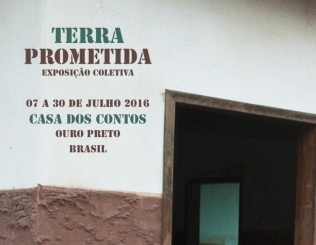 TERRA
PROMETIDA
EXPOSIÇÃO COLETIVA
07 A 30 DE JULHO 2016
CASA DOS CONTOS
OURO PRETO
BRASIL